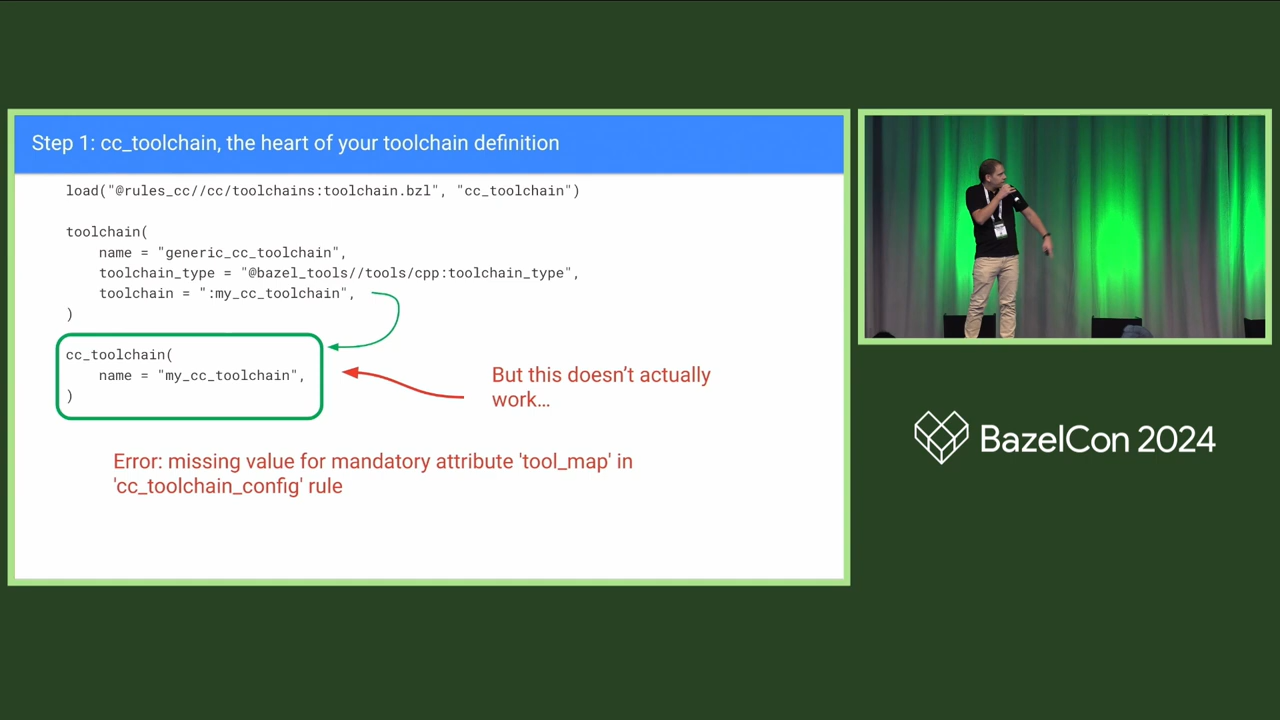 Step 1: cc_toolchain, the heart of your toolchain definition
load("@rules_cc//cc/toolchains:toolchain.bzl", "cc_toolchain")
toolchain(
name = "generic_cc_toolchain",
toolchain_type = "@bazel_tools//tools/cpp:toolchain_type",
toolchain = ":my_cc_toolchain",
)
cc_toolchain(
name = "my_cc_toolchain",
)
But this doesn’t actually
work…
Error: missing value for mandatory attribute 'tool_map' in
'cc_toolchain_config' rule
BazelCon 2024